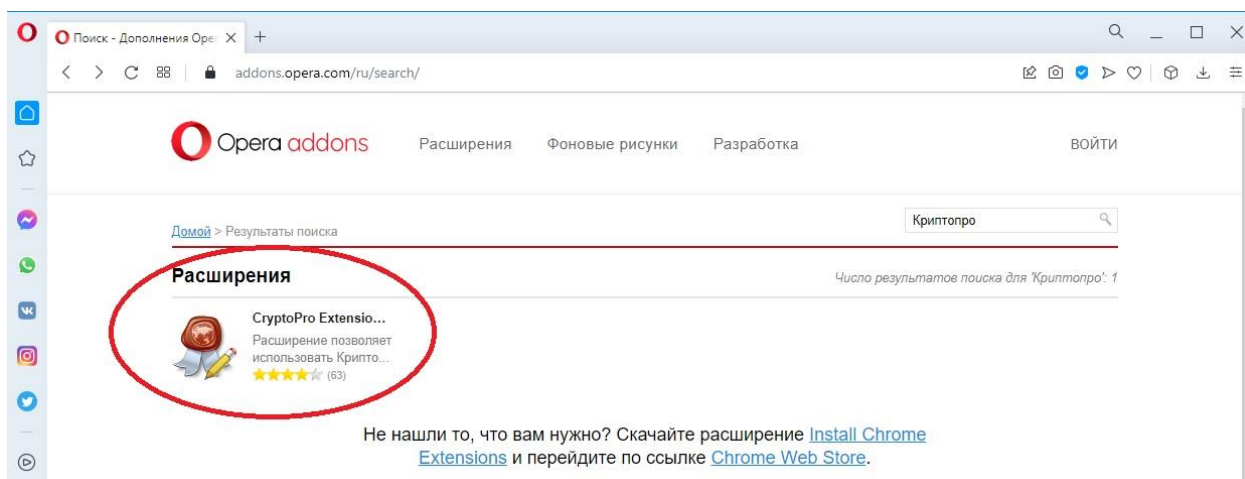 Поиск - Дополнения Ope
addons.opera.com/ru/search/
Opera addons
Расширения Фоновые рисунки Разработка ВОЙТИ
Криптопро
Домой > Результаты поиска
Расширения
Число результатов поиска для 'Криптопро': 1
CryptoPro Extensio...
Расширение позволяет
использовать Крипто...
(63)
Не нашли то, что вам нужно? Скачайте расширение Install Chrome
Extensions и перейдите по ссылке Chrome Web Store.